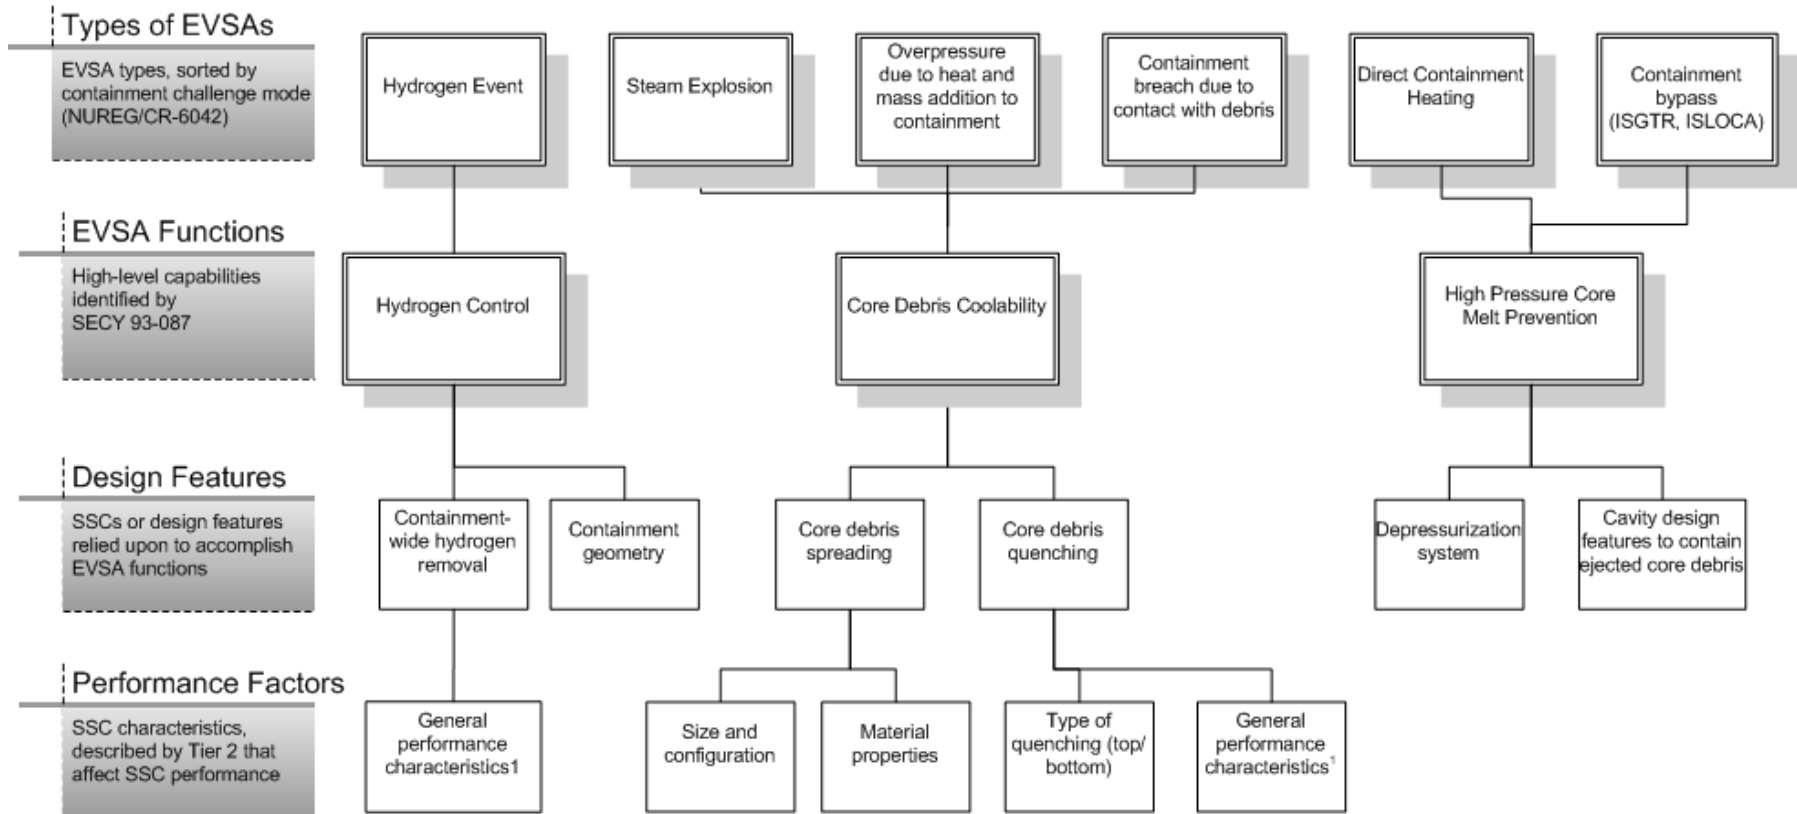 Types of EVSAs
EVSA types, sorted by
containment challenge mode
(NUREG/CR-6042)
Hydrogen Event
Steam Explosion
Overpressure
due to heat and
mass addition to
containment
Containment
breach due to
contact with debris
Direct Containment
Heating
Containment
bypass
(ISGTR, ISLOCA)
EVSA Functions
High-level capabilities
identified by
SECY 93-087
Hydrogen Control
Core Debris Coolability
High Pressure Core
Melt Prevention
Design Features
SSCs or design features
relied upon to accomplish
EVSA functions
Containment-
wide hydrogen
removal
Containment
geometry
Core debris
spreading
Core debris
quenching
Depressurization
system
Cavity design
features to contain
ejected core debris
Performance Factors
SSC characteristics,
described by Tier 2 that
affect SSC performance
General
performance
characteristics1
Size and
configuration
Material
properties
Type of
quenching (top/
bottom)
General
performance
characteristics¹